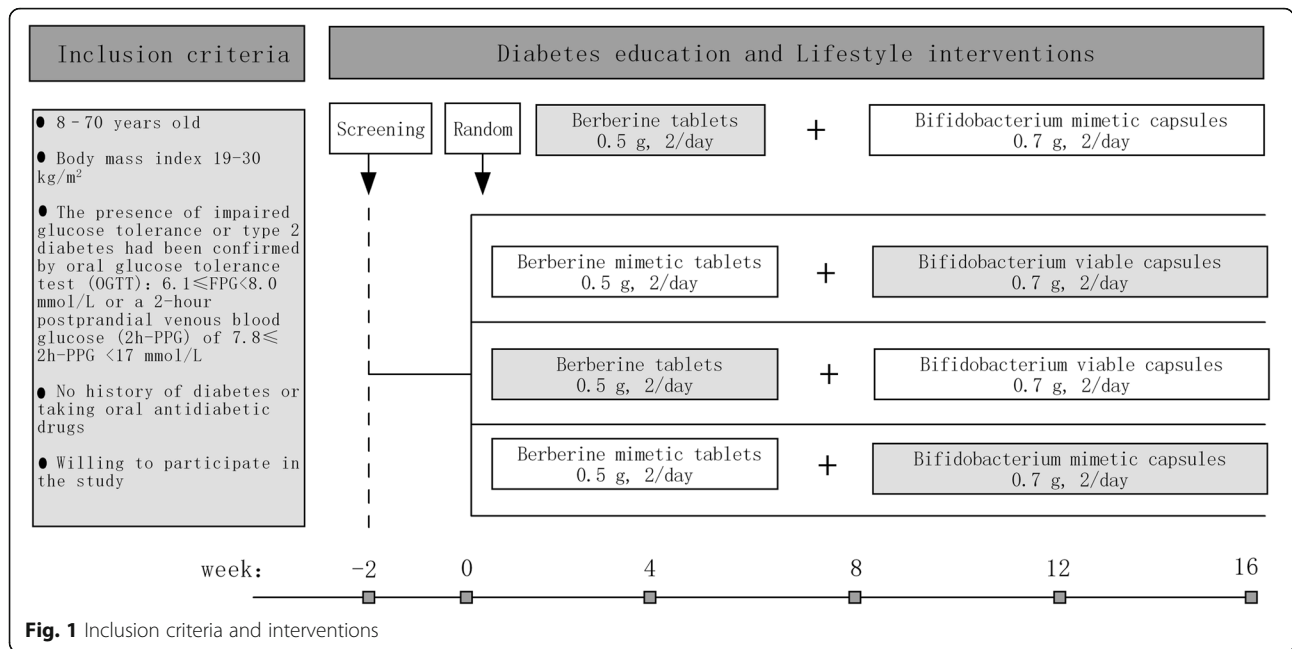 Inclusion criteria
Diabetes education and Lifestyle interventions
● 8–70 years old
● Body mass index 19-30
kg/m²
● The presence of impaired
glucose tolerance or type 2
diabetes had been confirmed
by oral glucose tolerance
test (OGTT): 6.1≤FPG<8.0
mmol/L or a 2-hour
postprandial venous blood
glucose (2h-PPG) of 7.8≤
2h-PPG <17 mmol/L
● No history of diabetes or
taking oral antidiabetic
drugs
● Willing to participate in
the study
Screening
Random
Berberine tablets
0.5 g, 2/day
+
Bifidobacterium mimetic capsules
0.7 g, 2/day
Berberine mimetic tablets
0.5 g, 2/day
+
Bifidobacterium viable capsules
0.7 g, 2/day
Berberine tablets
0.5 g, 2/day
+
Bifidobacterium viable capsules
0.7 g, 2/day
Berberine mimetic tablets
0.5 g, 2/day
+
Bifidobacterium mimetic capsules
0.7 g, 2/day
week: -2 0 4 8 12 16
Fig. 1 Inclusion criteria and interventions